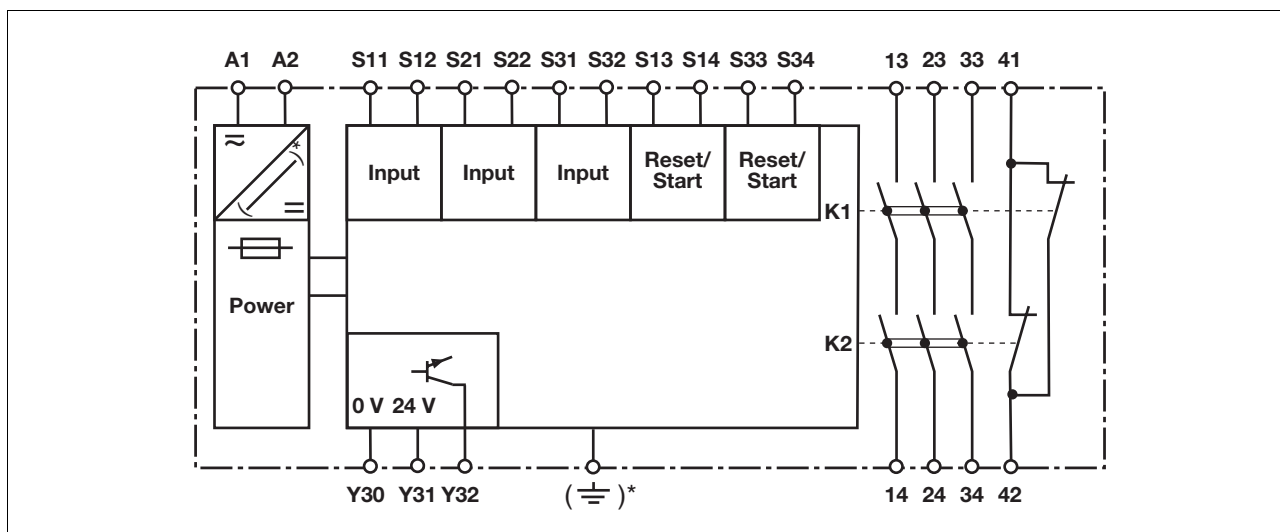 A1 A2 S11 S12 S21 S22 S31 S32 S13 S14 S33 S34 13 23 33 41
*
Input Input Input Reset/ Reset/
Start Start
K1
Power
K2
0 V 24 V
Y30 Y31 Y32 ( )* 14 24 34 42